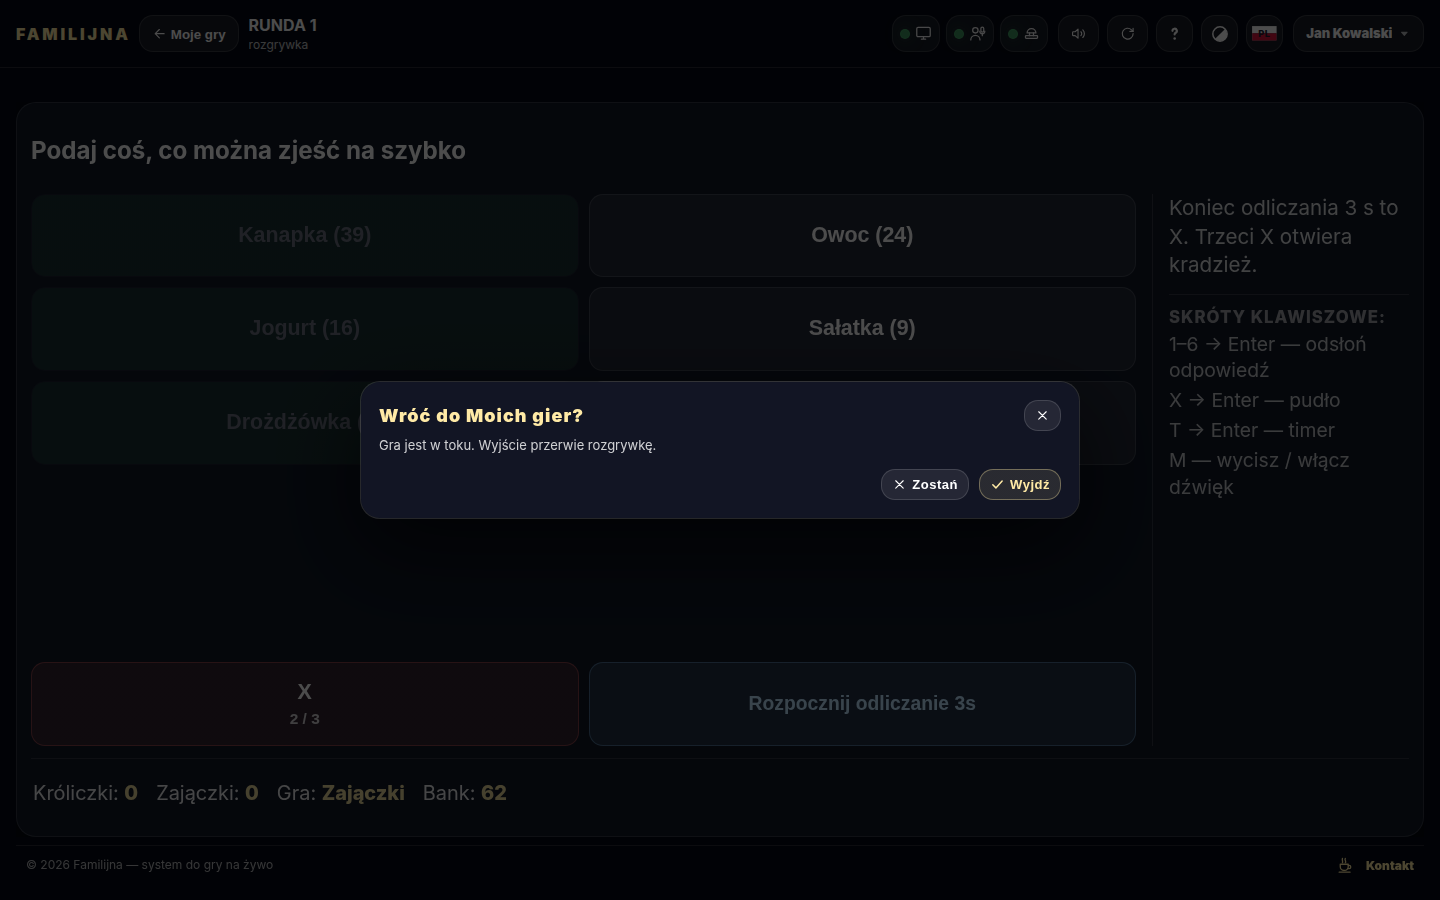 FAMILIJNA
← Moje gry
RUNDA 1
rozgrywka
?
PL
Jan Kowalski
Podaj coś, co można zjeść na szybko
Kanapka (39)
Owoc (24)
Jogurt (16)
Sałatka (9)
Drożdżówka (
Koniec odliczania 3 s to
X. Trzeci X otwiera
kradzież.
SKRÓTY KLAWISZOWE:
1–6 → Enter — odsłoń
odpowiedź
X → Enter — pudło
T → Enter — timer
M — wycisz / włącz
dźwięk
Wróć do Moich gier?
Gra jest w toku. Wyjście przerwie rozgrywkę.
Zostań
Wyjdź
X
2 / 3
Rozpocznij odliczanie 3s
Króliczki: 0 Zajączki: 0 Gra: Zajączki Bank: 62
© 2026 Familijna — system do gry na żywo
Kontakt